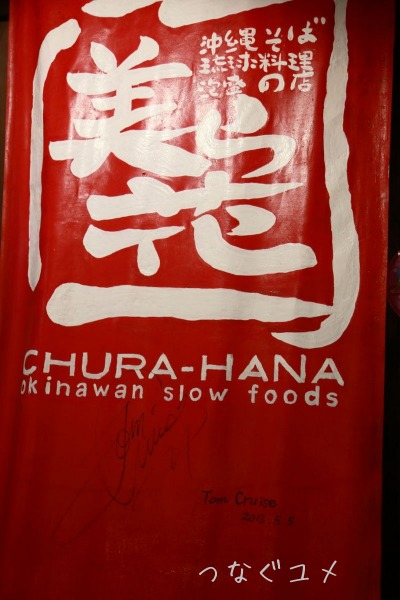 沖縄そば
琉球料理
泡盛の店
美ら花
CHURA-HANA
okinawan slow foods
Tom Cruise
つなぐユメ